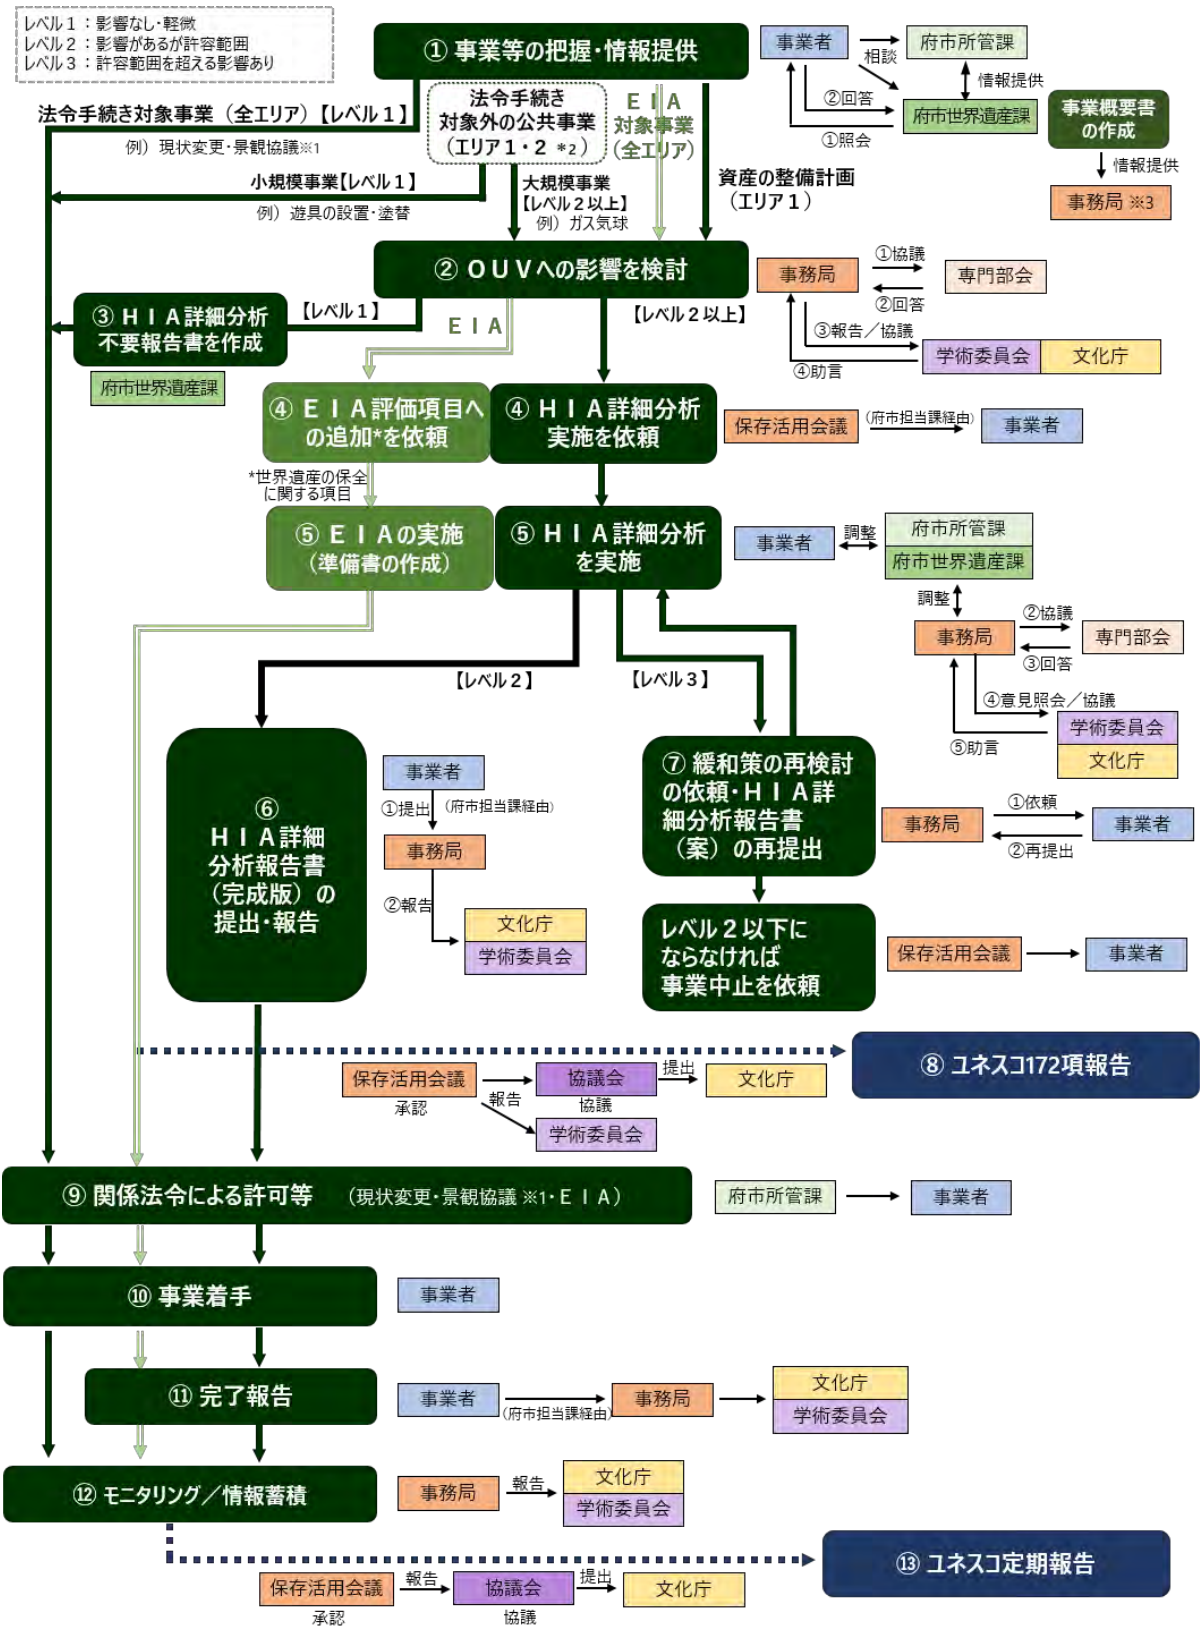 レベル１：影響なし・軽微
レベル２：影響があるが許容範囲
レベル３：許容範囲を超える影響あり
① 事業等の把握・情報提供
事業者
相談
府市所管課
情報提供
②回答
府市世界遺産課
①照会
事業概要書
の作成
情報提供
事務局 ※3
法令手続き対象事業（全エリア）【レベル１】
例）現状変更・景観協議※1
法令手続き
対象外の公共事業
（エリア１・２ *2 ）
ＥＩＡ
対象事業
（全エリア）
小規模事業【レベル１】
例）遊具の設置・塗替
大規模事業
【レベル２以上】
例）ガス気球
資産の整備計画
（エリア１）
② ＯＵＶへの影響を検討
事務局
①協議
②回答
専門部会
③報告／協議
④助言
学術委員会
文化庁
【レベル１】
ＥＩＡ
【レベル２以上】
③ ＨＩＡ詳細分析
不要報告書を作成
府市世界遺産課
④ ＥＩＡ評価項目へ
の追加*を依頼
*世界遺産の保全
に関する項目
④ ＨＩＡ詳細分析
実施を依頼
保存活用会議
（府市担当課経由）
事業者
⑤ ＥＩＡの実施
（準備書の作成）
⑤ ＨＩＡ詳細分析
を実施
事業者
調整
府市所管課
府市世界遺産課
調整
事務局
②協議
③回答
専門部会
④意見照会／協議
⑤助言
学術委員会
文化庁
【レベル２】
【レベル３】
⑥
ＨＩＡ詳細
分析報告書
（完成版）の
提出・報告
事業者
①提出
（府市担当課経由）
事務局
②報告
文化庁
学術委員会
⑦ 緩和策の再検討
の依頼・ＨＩＡ詳
細分析報告書
（案）の再提出
事務局
①依頼
②再提出
事業者
レベル２以下に
ならなければ
事業中止を依頼
保存活用会議
事業者
⑧ ユネスコ172項報告
保存活用会議
承認
報告
協議会
協議
提出
文化庁
学術委員会
⑨ 関係法令による許可等　（現状変更・景観協議 ※1・ＥＩＡ）
府市所管課
事業者
⑩ 事業着手
事業者
⑪ 完了報告
事業者
（府市担当課経由）
事務局
文化庁
学術委員会
⑫ モニタリング／情報蓄積
事務局
報告
文化庁
学術委員会
⑬ ユネスコ定期報告
保存活用会議
承認
報告
協議会
協議
提出
文化庁